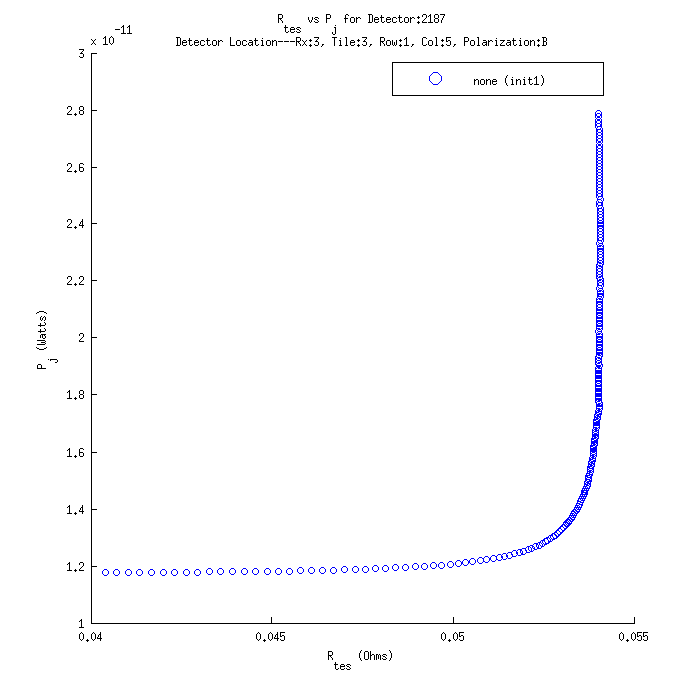 R_tes vs P_j for Detector:2187
Detector Location---Rx:3, Tile:3, Row:1, Col:5, Polarization:B
x 10^-11
none (init1)
3
2.8
2.6
2.4
2.2
2
1.8
1.6
1.4
1.2
1
P_j (Watts)
0.04 0.045 0.05 0.055
R_tes (Ohms)